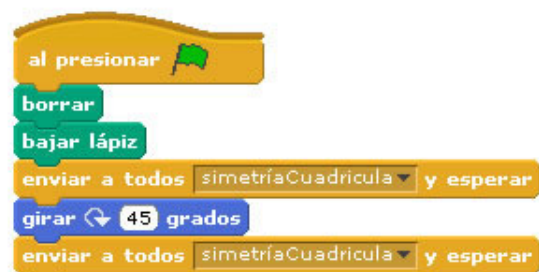 al presionar
borrar
bajar lápiz
enviar a todos simetríaCuadricula y esperar
girar 45 grados
enviar a todos simetríaCuadricula y esperar